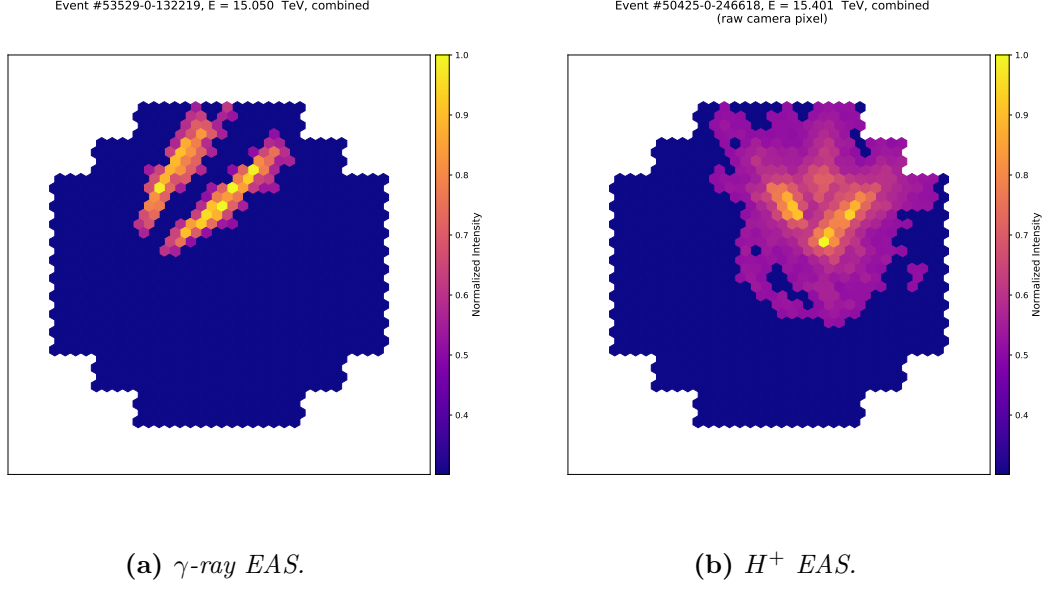 Event #53529-0-132219, E = 15.050 TeV, combined
Event #50425-0-246618, E = 15.401 TeV, combined
(raw camera pixel)
1.0
0.9
0.8
0.7
0.6
0.5
0.4
Normalized Intensity
1.0
0.9
0.8
0.7
0.6
0.5
0.4
Normalized Intensity
(a) γ-ray EAS.
(b) H⁺ EAS.